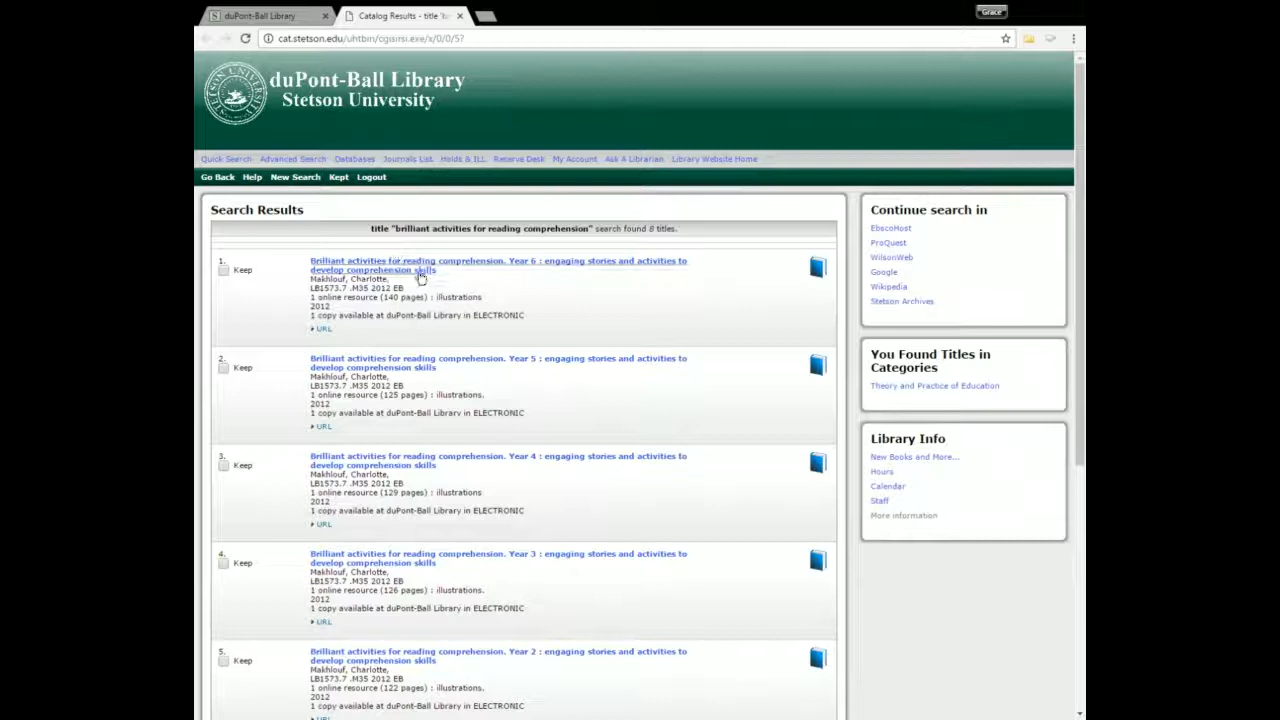 duPont-Ball Library
Catalog Results - title 'b
Grace
cat.stetson.edu/uhtbin/cgisirsi.exe/x/0/0/5?
duPont-Ball Library
Stetson University
Quick Search Advanced Search Databases Journals List Holds & ILL Reserve Desk My Account Ask A Librarian Library Website Home
Go Back Help New Search Kept Logout
Search Results
title "brilliant activities for reading comprehension" search found 8 titles.
1.
Keep
Brilliant activities for reading comprehension. Year 6 : engaging stories and activities to
develop comprehension skills
Makhlouf, Charlotte,
LB1573.7 .M35 2012 EB
1 online resource (140 pages) : illustrations
2012
1 copy available at duPont-Ball Library in ELECTRONIC
URL
2.
Keep
Brilliant activities for reading comprehension. Year 5 : engaging stories and activities to
develop comprehension skills
Makhlouf, Charlotte,
LB1573.7 .M35 2012 EB
1 online resource (125 pages) : illustrations.
2012
1 copy available at duPont-Ball Library in ELECTRONIC
URL
3.
Keep
Brilliant activities for reading comprehension. Year 4 : engaging stories and activities to
develop comprehension skills
Makhlouf, Charlotte,
LB1573.7 .M35 2012 EB
1 online resource (129 pages) : illustrations
2012
1 copy available at duPont-Ball Library in ELECTRONIC
URL
4.
Keep
Brilliant activities for reading comprehension. Year 3 : engaging stories and activities to
develop comprehension skills
Makhlouf, Charlotte,
LB1573.7 .M35 2012 EB
1 online resource (126 pages) : illustrations.
2012
1 copy available at duPont-Ball Library in ELECTRONIC
URL
5.
Keep
Brilliant activities for reading comprehension. Year 2 : engaging stories and activities to
develop comprehension skills
Makhlouf, Charlotte,
LB1573.7 .M35 2012 EB
1 online resource (122 pages) : illustrations.
2012
1 copy available at duPont-Ball Library in ELECTRONIC
URL
Continue search in
EbscoHost
ProQuest
WilsonWeb
Google
Wikipedia
Stetson Archives
You Found Titles in
Categories
Theory and Practice of Education
Library Info
New Books and More...
Hours
Calendar
Staff
More information